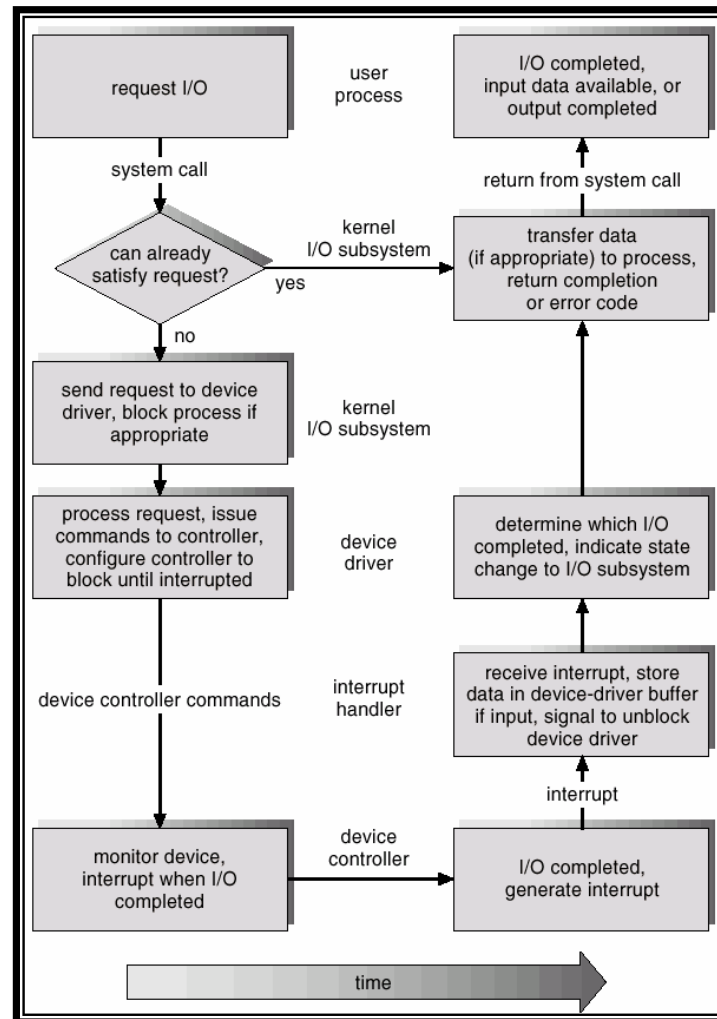 request I/O
user
process
I/O completed,
input data available, or
output completed
system call
return from system call
can already
satisfy request?
kernel
I/O subsystem
yes
transfer data
(if appropriate) to process,
return completion
or error code
no
send request to device
driver, block process if
appropriate
kernel
I/O subsystem
process request, issue
commands to controller,
configure controller to
block until interrupted
device
driver
determine which I/O
completed, indicate state
change to I/O subsystem
device controller commands
interrupt
handler
receive interrupt, store
data in device-driver buffer
if input, signal to unblock
device driver
interrupt
monitor device,
interrupt when I/O
completed
device
controller
I/O completed,
generate interrupt
time